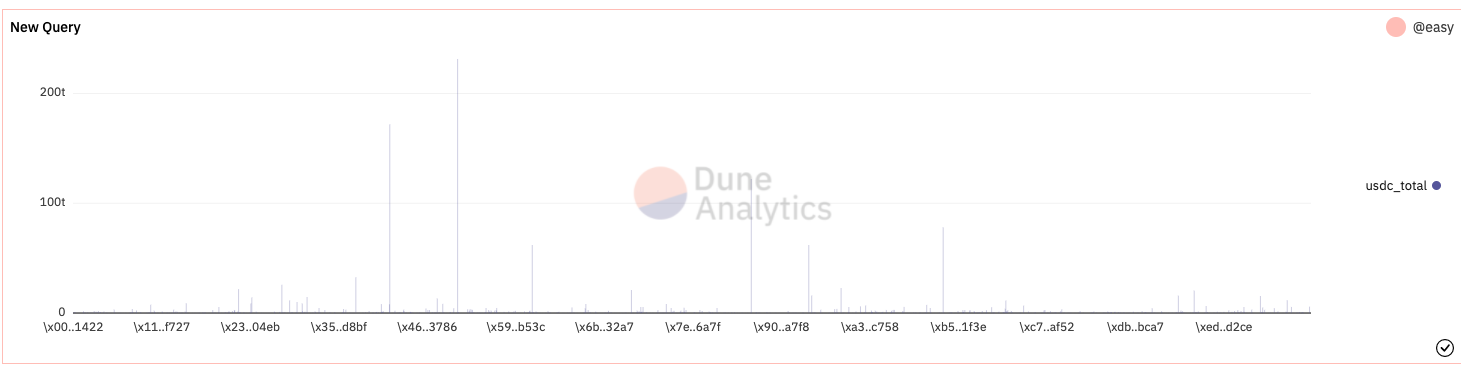 New Query
@easy
200t
100t
0
Dune
Analytics
usdc_total
\x00..1422 \x11..f727 \x23..04eb \x35..d8bf \x46..3786 \x59..b53c \x6b..32a7 \x7e..6a7f \x90..a7f8 \xa3..c758 \xb5..1f3e \xc7..af52 \xdb..bca7 \xed..d2ce